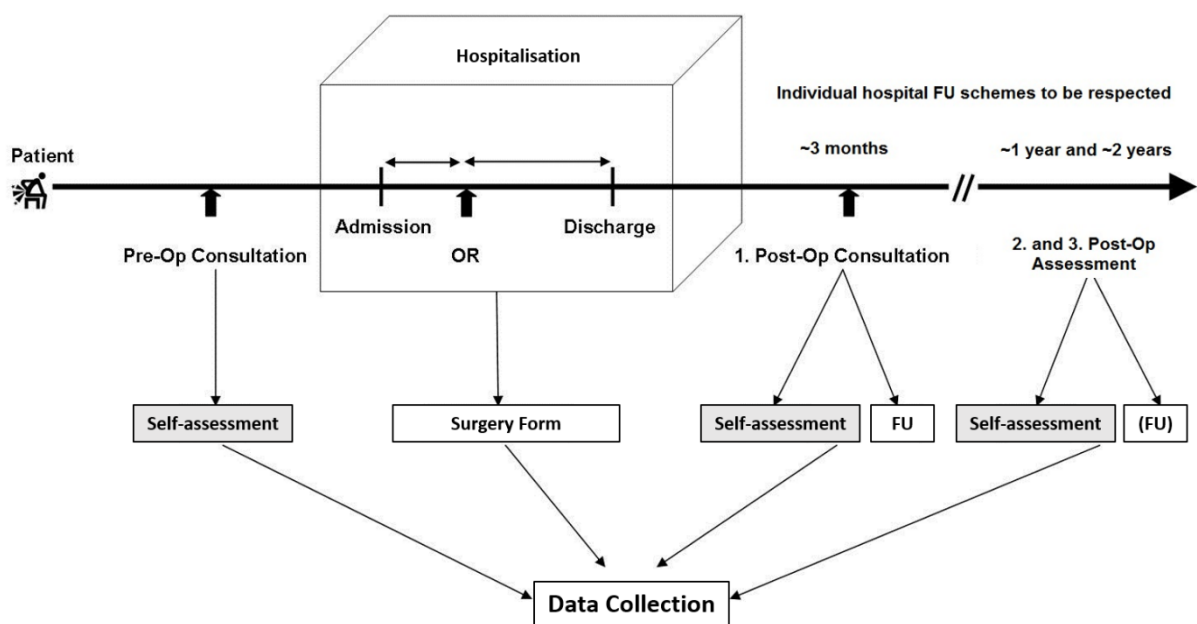 Hospitalisation
Individual hospital FU schemes to be respected
Patient
~3 months
~1 year and ~2 years
Admission
Discharge
Pre-Op Consultation
OR
1. Post-Op Consultation
2. and 3. Post-Op
Assessment
Self-assessment
Surgery Form
Self-assessment
FU
Self-assessment
(FU)
Data Collection